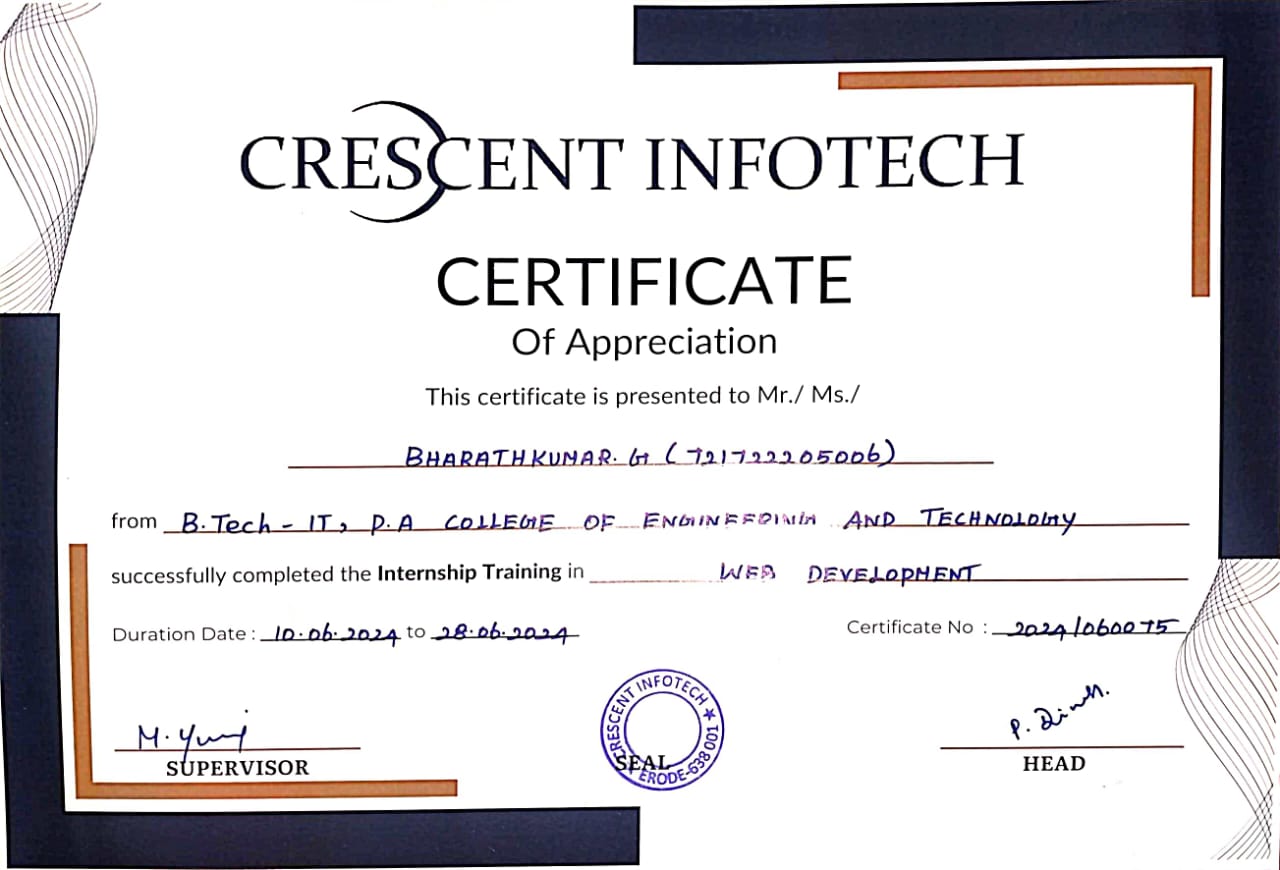 CRESCENT INFOTECH
CERTIFICATE
Of Appreciation
This certificate is presented to Mr./ Ms./
BHARATHKUMAR. G (721722205006)
from B.Tech - IT, P.A COLLEGE OF ENGINEERING AND TECHNOLOGY
successfully completed the Internship Training in WEB DEVELOPMENT
Duration Date : 10.06.2024 to 28.06.2024
Certificate No : 2024/060075
M.
P.
SUPERVISOR
CRESCENT INFOTECH ★ ERODE-638 001 ★
SEAL
HEAD